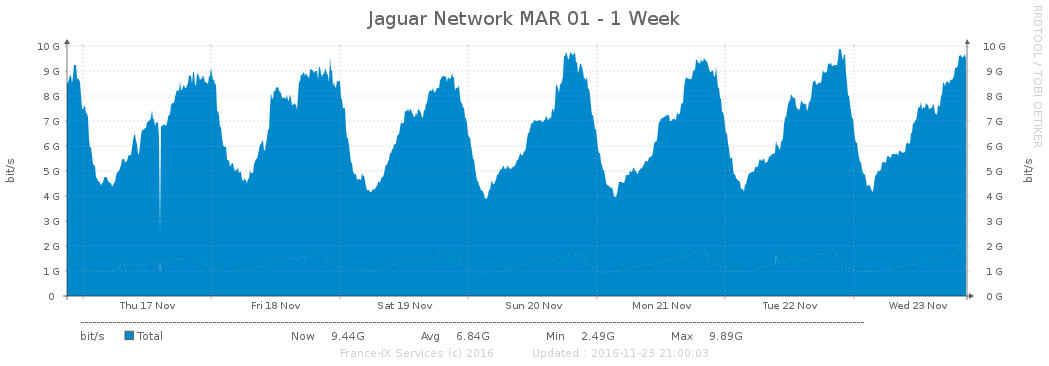 Jaguar Network MAR 01 - 1 Week
RRDTOOL / TOBI OETIKER
10 G 10 G
9 G 9 G
8 G 8 G
7 G 7 G
6 G 6 G
5 G 5 G
4 G 4 G
3 G 3 G
2 G 2 G
1 G 1 G
0 0 G
bit/s
bit/s
Thu 17 Nov Fri 18 Nov Sat 19 Nov Sun 20 Nov Mon 21 Nov Tue 22 Nov Wed 23 Nov
bit/s Total Now 9.44G Avg 6.84G Min 2.49G Max 9.89G
France-IX Services (c) 2016 Updated : 2016-11-23 21:00:03